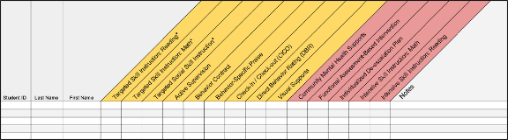 Student ID
Last Name
First Name
Targeted Skill Instruction: Reading*
Targeted Skill Instruction: Math*
Targeted Social Skill Instruction*
Active Supervision
Behavior Contract
Behavior-Specific Praise
Check-In / Check-out (CICO)
Direct Behavior Rating (DBR)
Visual Supports
Community Mental Health Supports
Functional Assessment-Based Intervention
Individualized De-escalation Plan
Intensive Skill Instruction: Math
Intensive Skill Instruction: Reading
Notes